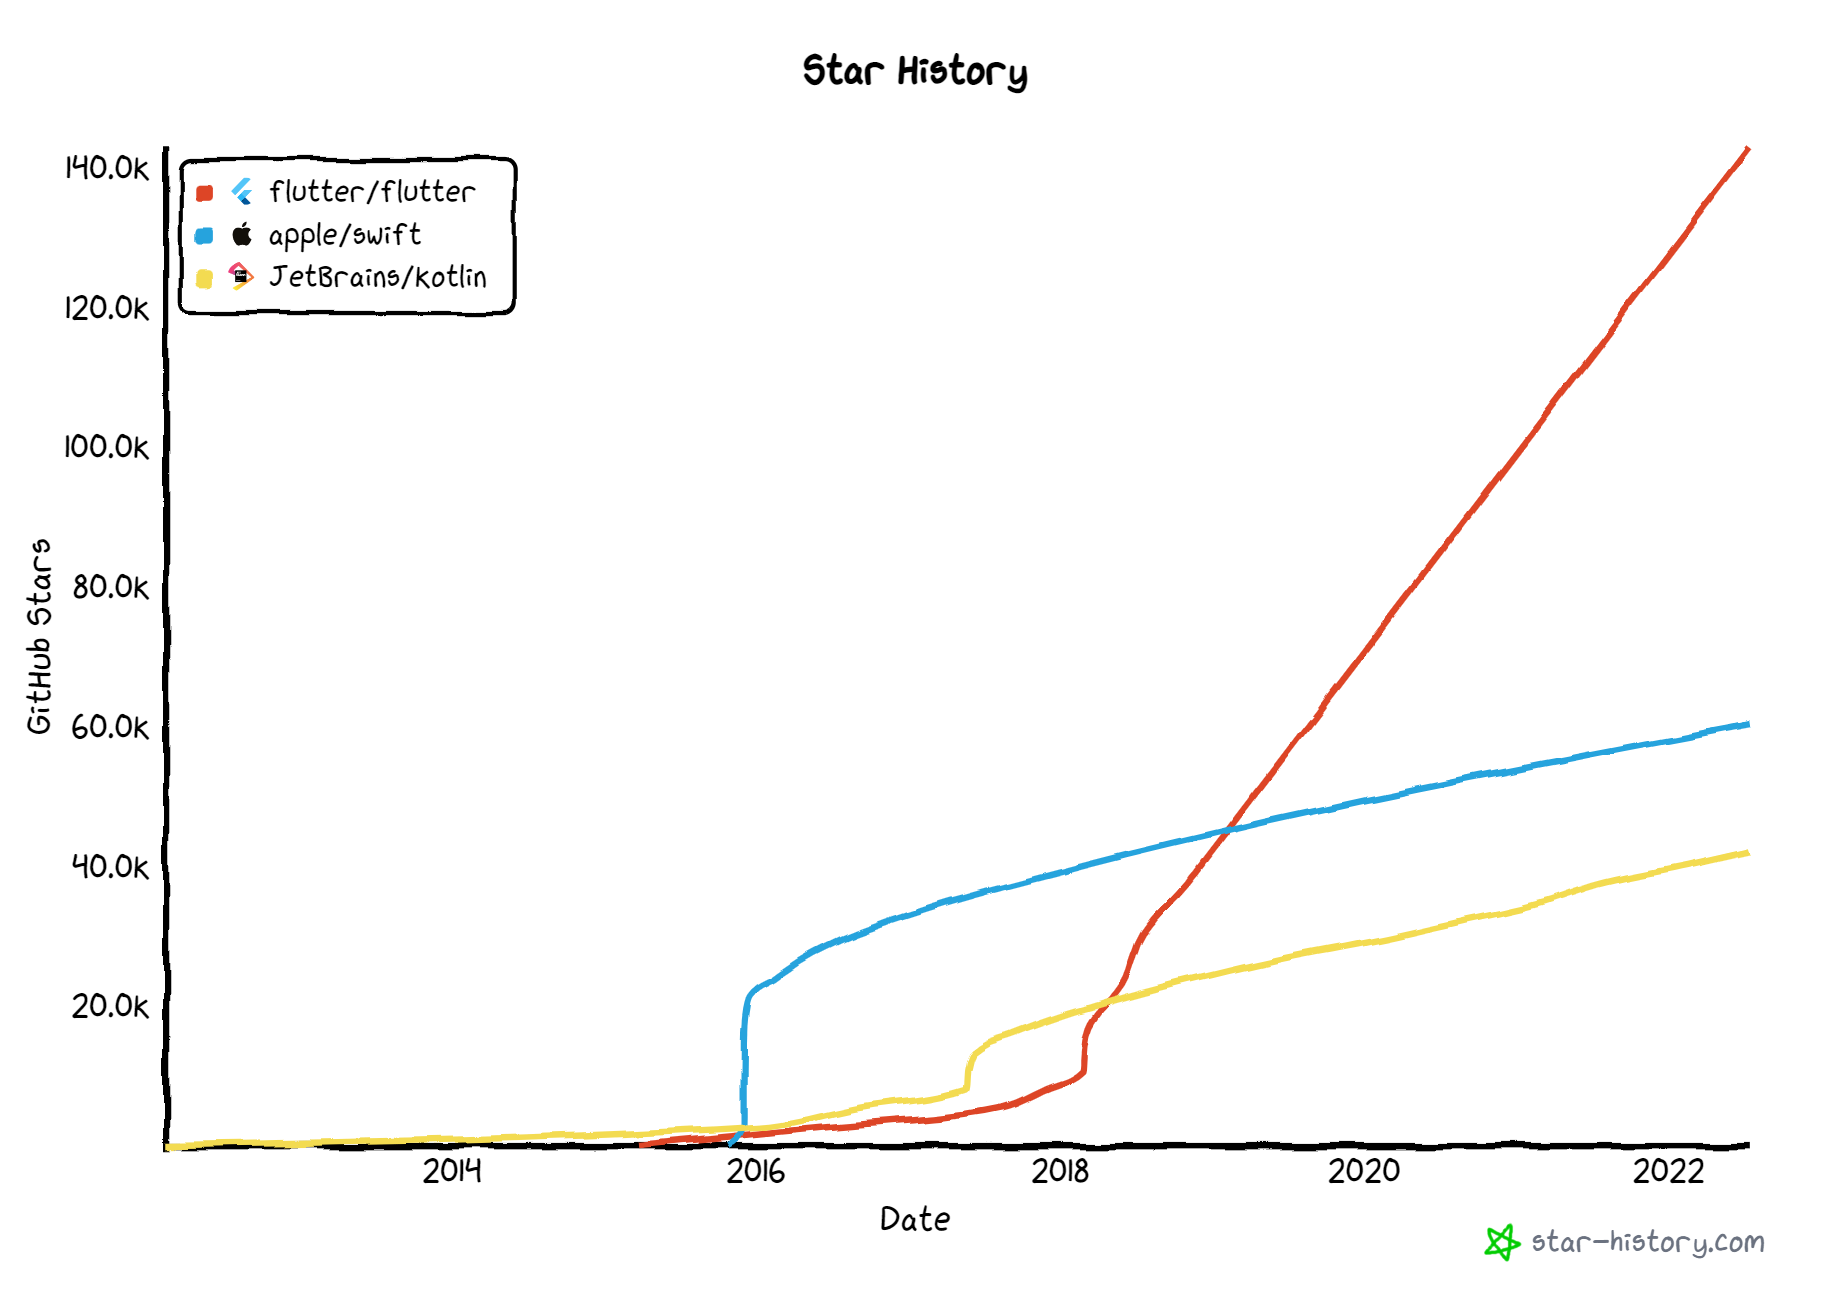 Star History
140.0k
120.0k
100.0k
80.0k
60.0k
40.0k
20.0k
GitHub Stars
flutter/flutter
apple/swift
JetBrains/kotlin
2014
2016
2018
2020
2022
Date
star-history.com